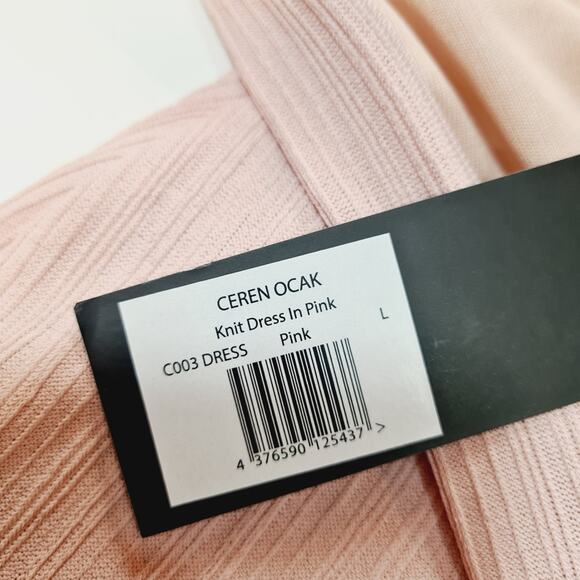 CEREN OCAK
Knit Dress In Pink L
C003 DRESS Pink
4 376590 125437 >